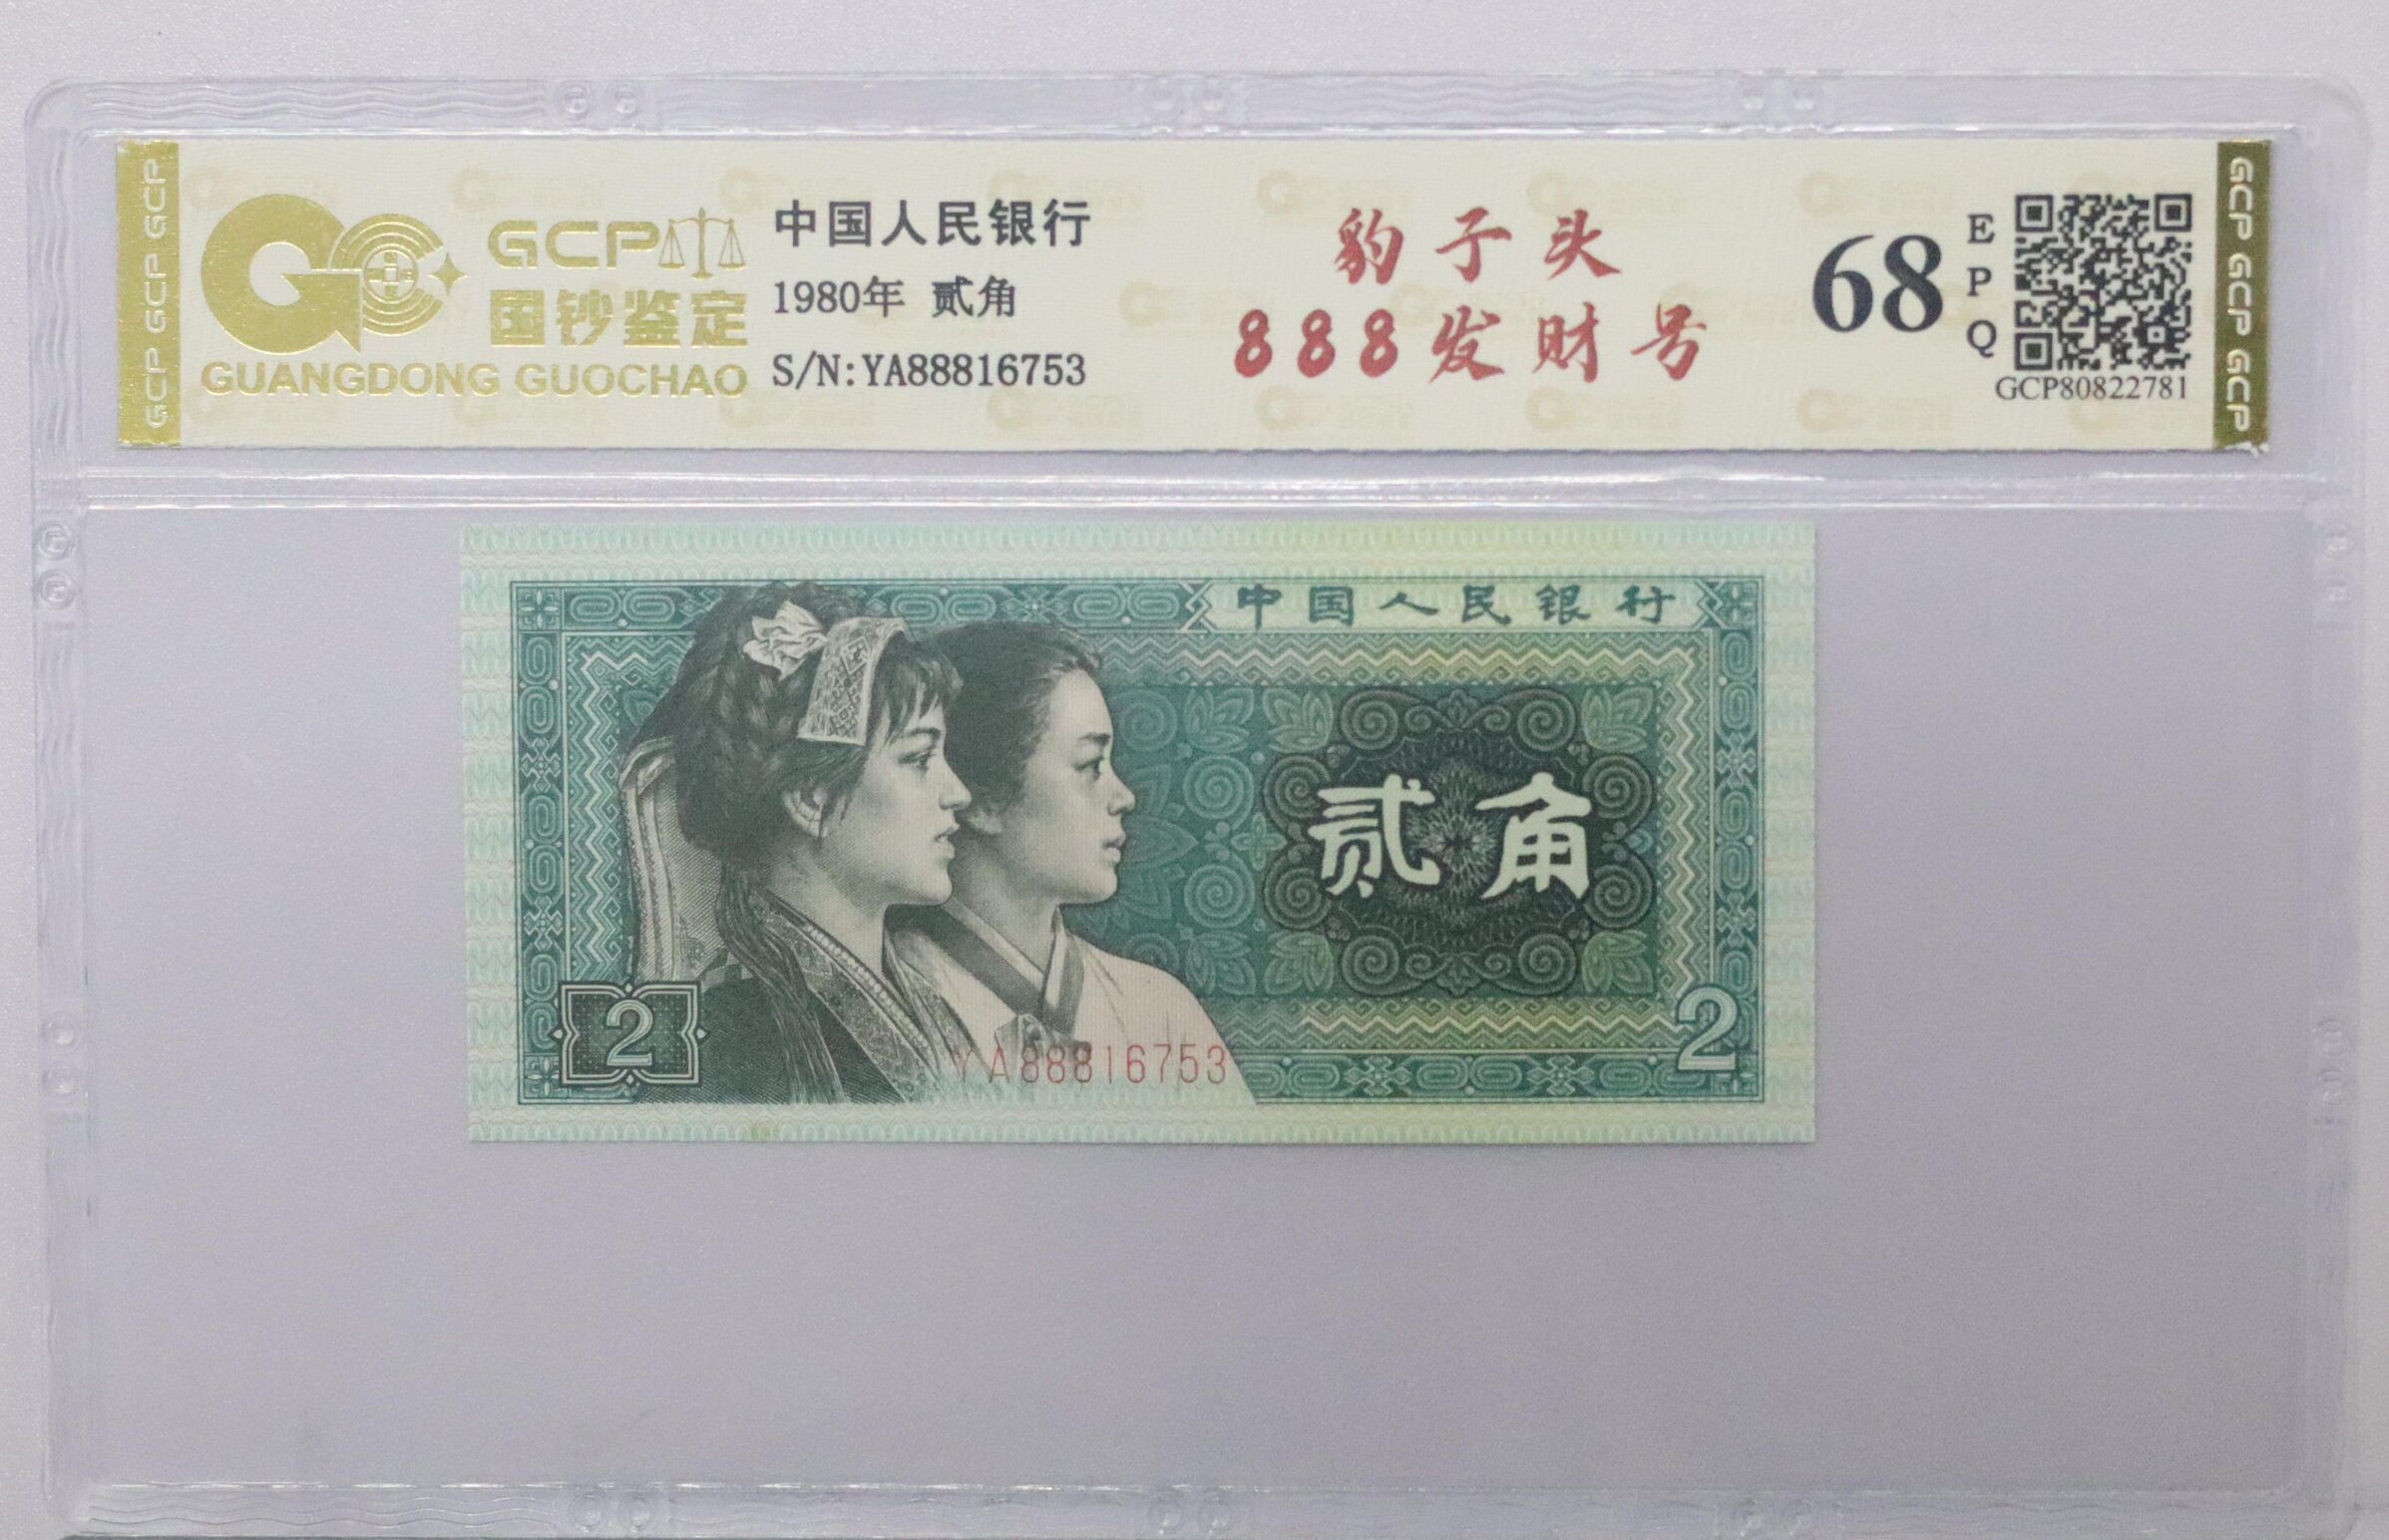 GCP GCP GCP
GCP
国钞鉴定
GUANGDONG GUOCHAO
中国人民银行
1980年 贰角
S/N:YA88816753
豹子头
888发财号
68
EPQ
GCP80822781
GCP GCP GCP
中国人民银行
贰角
2
YA88816753
2